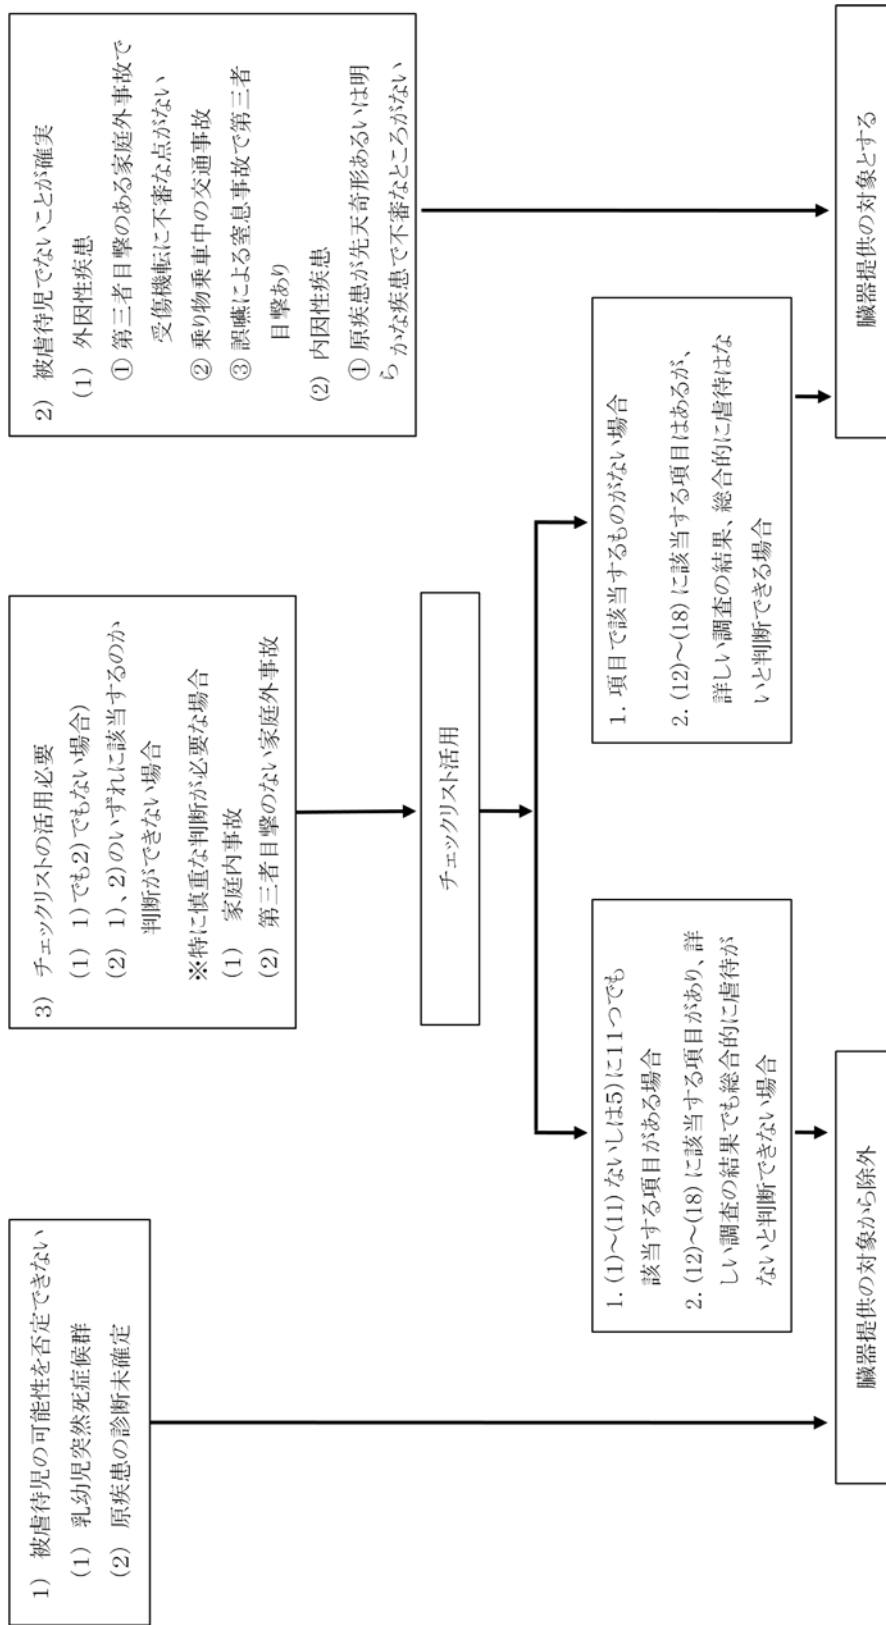 1) 被虐待児の可能性を否定できない
(1) 乳幼児突然死症候群
(2) 原疾患の診断未確定
3) チェックリストの活用必要
(1) 1)でも2)でもない場合)
(2) 1)、2)のいずれに該当するのか
判断ができない場合
※特に慎重な判断が必要な場合
(1) 家庭内事故
(2) 第三者目撃のない家庭外事故
2) 被虐待児でないことが確実
(1) 外因性疾患
① 第三者目撃のある家庭外事故で
受傷機転に不審な点がない
② 乗り物乗車中の交通事故
③ 誤嚥による窒息事故で第三者
目撃あり
(2) 内因性疾患
① 原疾患が先天奇形あるいは明
らかな疾患で不審なところがない
チェックリスト活用
1. (1)~(11)ないしは5)に11つでも
該当する項目がある場合
2. (12)~(18)に該当する項目があり、詳
しい調査の結果でも総合的に虐待が
ないと判断できない場合
1. 項目で該当するものがない場合
2. (12)~(18)に該当する項目はあるが、
詳しい調査の結果、総合的に虐待はな
いと判断できる場合
臓器提供の対象から除外
臓器提供の対象とする